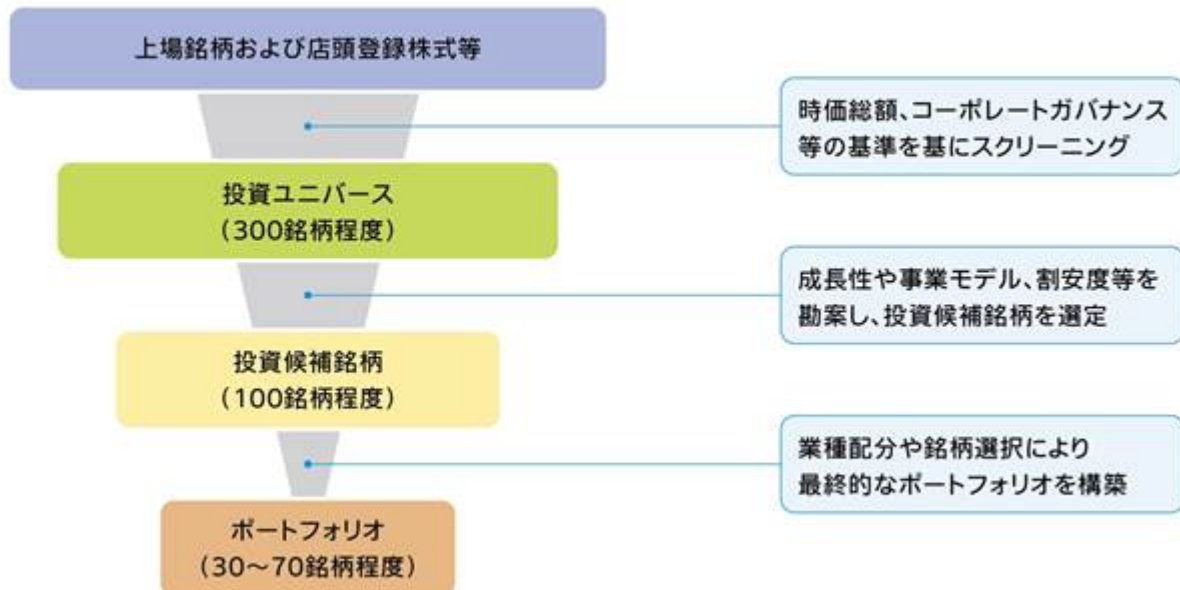 上場銘柄および店頭登録株式等
時価総額、コーポレートガバナンス
等の基準を基にスクリーニング
投資ユニバース
（300銘柄程度）
成長性や事業モデル、割安度等を
勘案し、投資候補銘柄を選定
投資候補銘柄
（100銘柄程度）
業種配分や銘柄選択により
最終的なポートフォリオを構築
ポートフォリオ
（30～70銘柄程度）